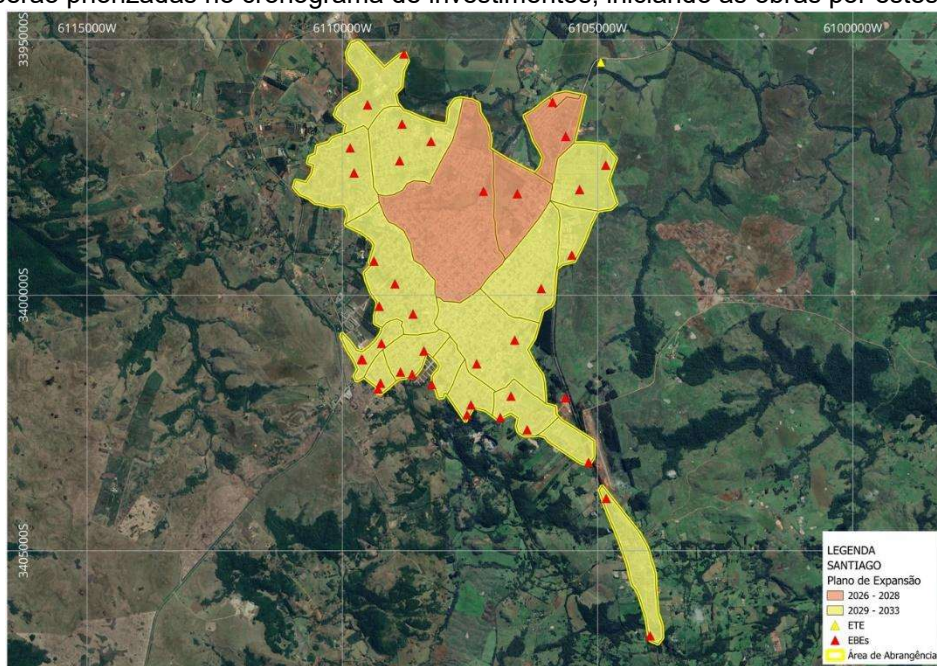 serão priorizadas no cronograma de investimentos, iniciando as obras por estes
6115000W 6110000W 6105000W 6100000W
3395000S
3400000S
3405000S
LEGENDA
SANTIAGO
Plano de Expansão
2026 - 2028
2029 - 2033
ETE
EBEs
Área de Abrangência